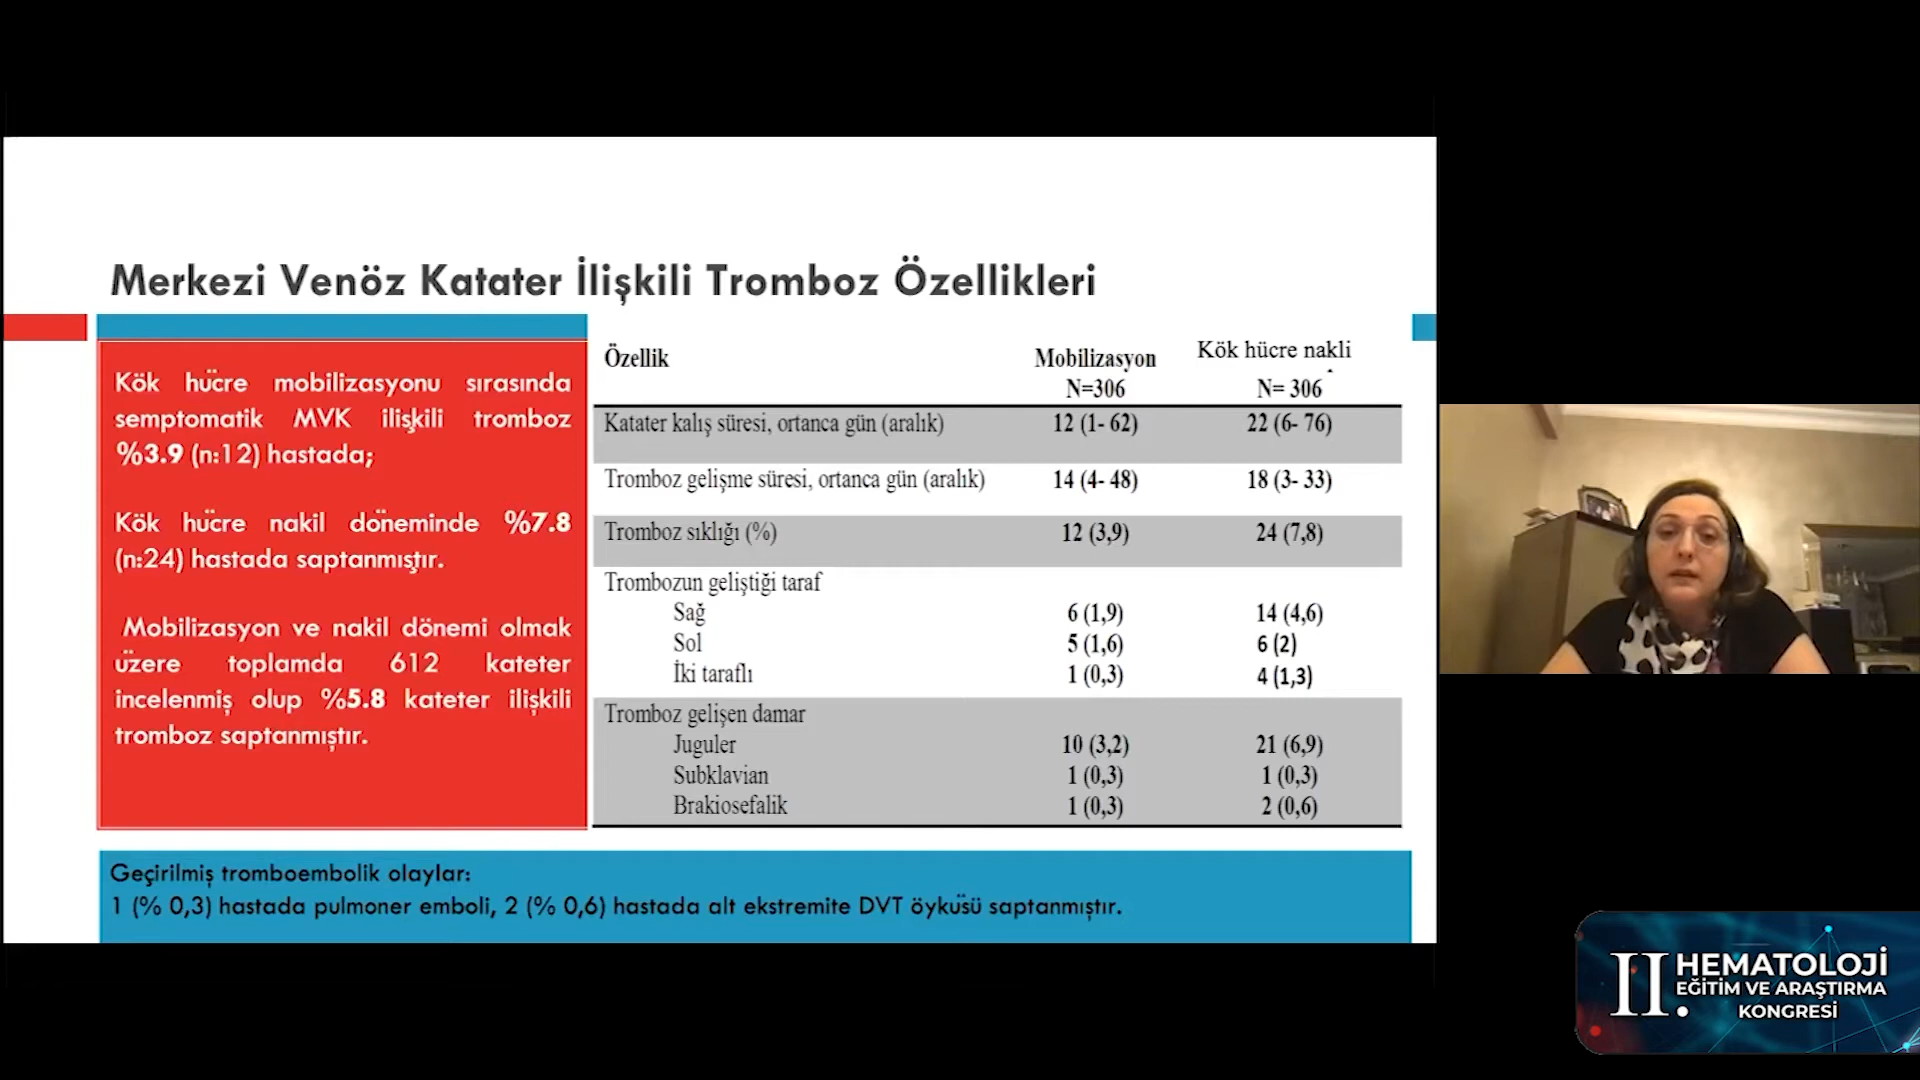 Merkezi Venöz Katater İlişkili Tromboz Özellikleri
Kök hücre mobilizasyonu sırasında
semptomatik MVK ilişkili tromboz
%3.9 (n:12) hastada;
Kök hücre nakil döneminde %7.8
(n:24) hastada saptanmıştır.
Mobilizasyon ve nakil dönemi olmak
üzere toplamda 612 kateter
incelenmiş olup %5.8 kateter ilişkili
tromboz saptanmıştır.
Özellik Mobilizasyon Kök hücre nakli
N=306 N= 306
Katater kalış süresi, ortanca gün (aralık) 12 (1- 62) 22 (6- 76)
Tromboz gelişme süresi, ortanca gün (aralık) 14 (4- 48) 18 (3- 33)
Tromboz sıklığı (%) 12 (3,9) 24 (7,8)
Trombozun geliştiği taraf
Sağ 6 (1,9) 14 (4,6)
Sol 5 (1,6) 6 (2)
İki taraflı 1 (0,3) 4 (1,3)
Tromboz gelişen damar
Juguler 10 (3,2) 21 (6,9)
Subklavian 1 (0,3) 1 (0,3)
Brakiosefalik 1 (0,3) 2 (0,6)
Geçirilmiş tromboembolik olaylar:
1 (% 0,3) hastada pulmoner emboli, 2 (% 0,6) hastada alt ekstremite DVT öyküsü saptanmıştır.
II. HEMATOLOJİ
EĞİTİM VE ARAŞTIRMA
KONGRESİ